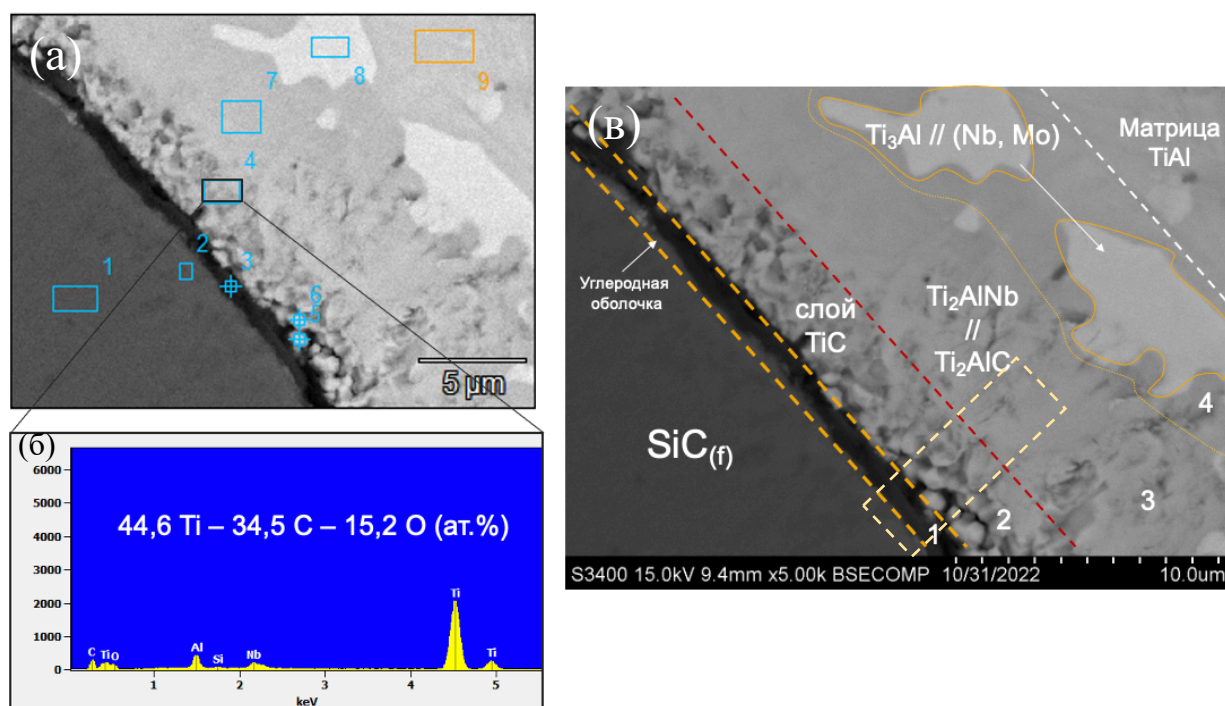 (а)
1
2
3
4
5
6
7
8
9
5 µm
(б)
6000
5000
4000
3000
2000
1000
0
44,6 Ti – 34,5 C – 15,2 O (ат.%)
C
Ti
O
Al
Si
Nb
Ti
Ti
1
2
3
4
5
keV
(в)
Ti₃Al // (Nb, Mo)
Матрица
TiAl
Углеродная
оболочка
слой
TiC
Ti₂AlNb
//
Ti₂AlC
SiC(f)
1
2
3
4
S3400 15.0kV 9.4mm x5.00k BSECOMP 10/31/2022 10.0um